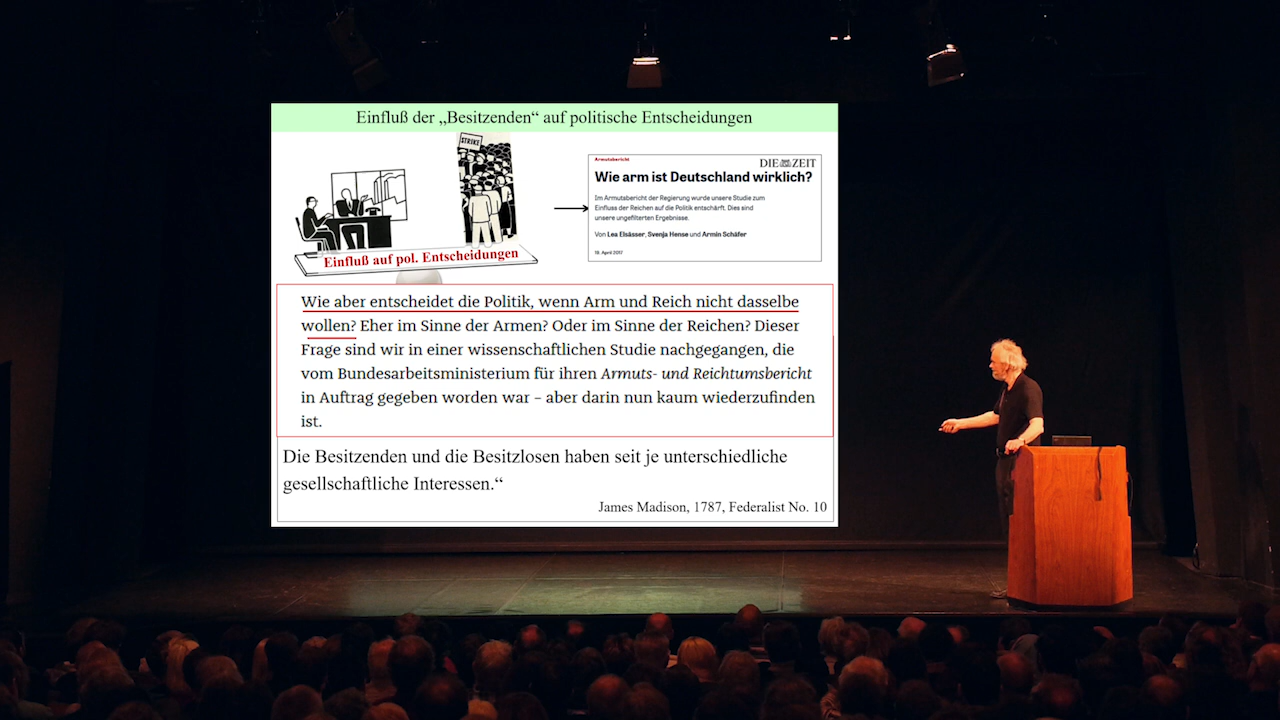 Einfluß der „Besitzenden“ auf politische Entscheidungen
STRIKE
Einfluß auf pol. Entscheidungen
Armutsbericht
DIE ZEIT
Wie arm ist Deutschland wirklich?
Im Armutsbericht der Regierung wurde unsere Studie zum
Einfluss der Reichen auf die Politik entschärft. Dies sind
unsere ungefilterten Ergebnisse.
Von Lea Elsässer, Svenja Hense und Armin Schäfer
19. April 2017
Wie aber entscheidet die Politik, wenn Arm und Reich nicht dasselbe
wollen? Eher im Sinne der Armen? Oder im Sinne der Reichen? Dieser
Frage sind wir in einer wissenschaftlichen Studie nachgegangen, die
vom Bundesarbeitsministerium für ihren Armuts- und Reichtumsbericht
in Auftrag gegeben worden war – aber darin nun kaum wiederzufinden
ist.
Die Besitzenden und die Besitzlosen haben seit je unterschiedliche
gesellschaftliche Interessen.“
James Madison, 1787, Federalist No. 10